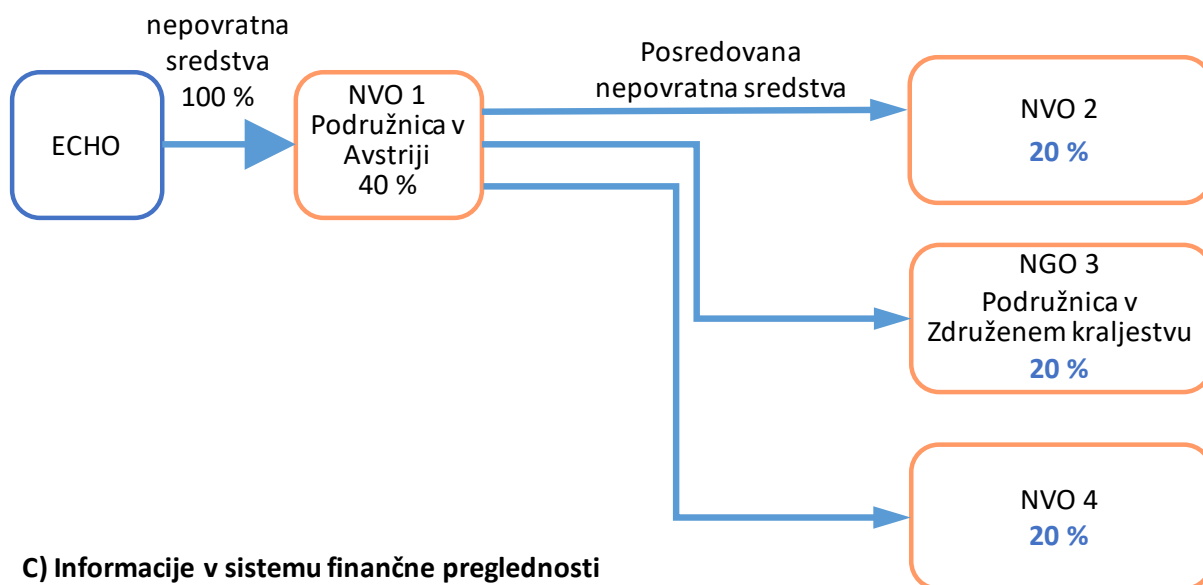 nepovratna
sredstva
100 %
ECHO
NVO 1
Podružnica v
Avstriji
40 %
Posredovana
nepovratna sredstva
NVO 2
20 %
NGO 3
Podružnica v
Združenem kraljestvu
20 %
NVO 4
20 %
C) Informacije v sistemu finančne preglednosti